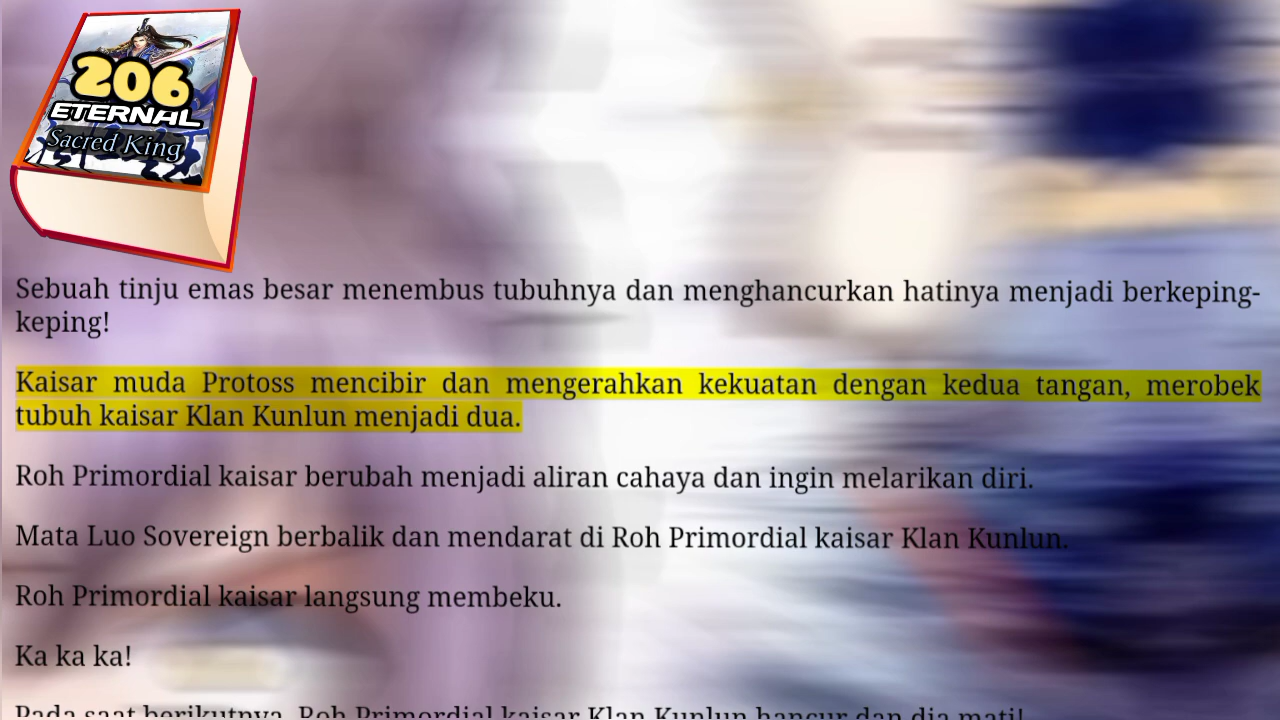 206
ETERNAL
Sacred King
Sebuah tinju emas besar menembus tubuhnya dan menghancurkan hatinya menjadi berkeping-
keping!
Kaisar muda Protoss mencibir dan mengerahkan kekuatan dengan kedua tangan, merobek
tubuh kaisar Klan Kunlun menjadi dua.
Roh Primordial kaisar berubah menjadi aliran cahaya dan ingin melarikan diri.
Mata Luo Sovereign berbalik dan mendarat di Roh Primordial kaisar Klan Kunlun.
Roh Primordial kaisar langsung membeku.
Ka ka ka!
Pada saat berikutnya, Roh Primordial kaisar Klan Kunlun hancur dan dia mati!